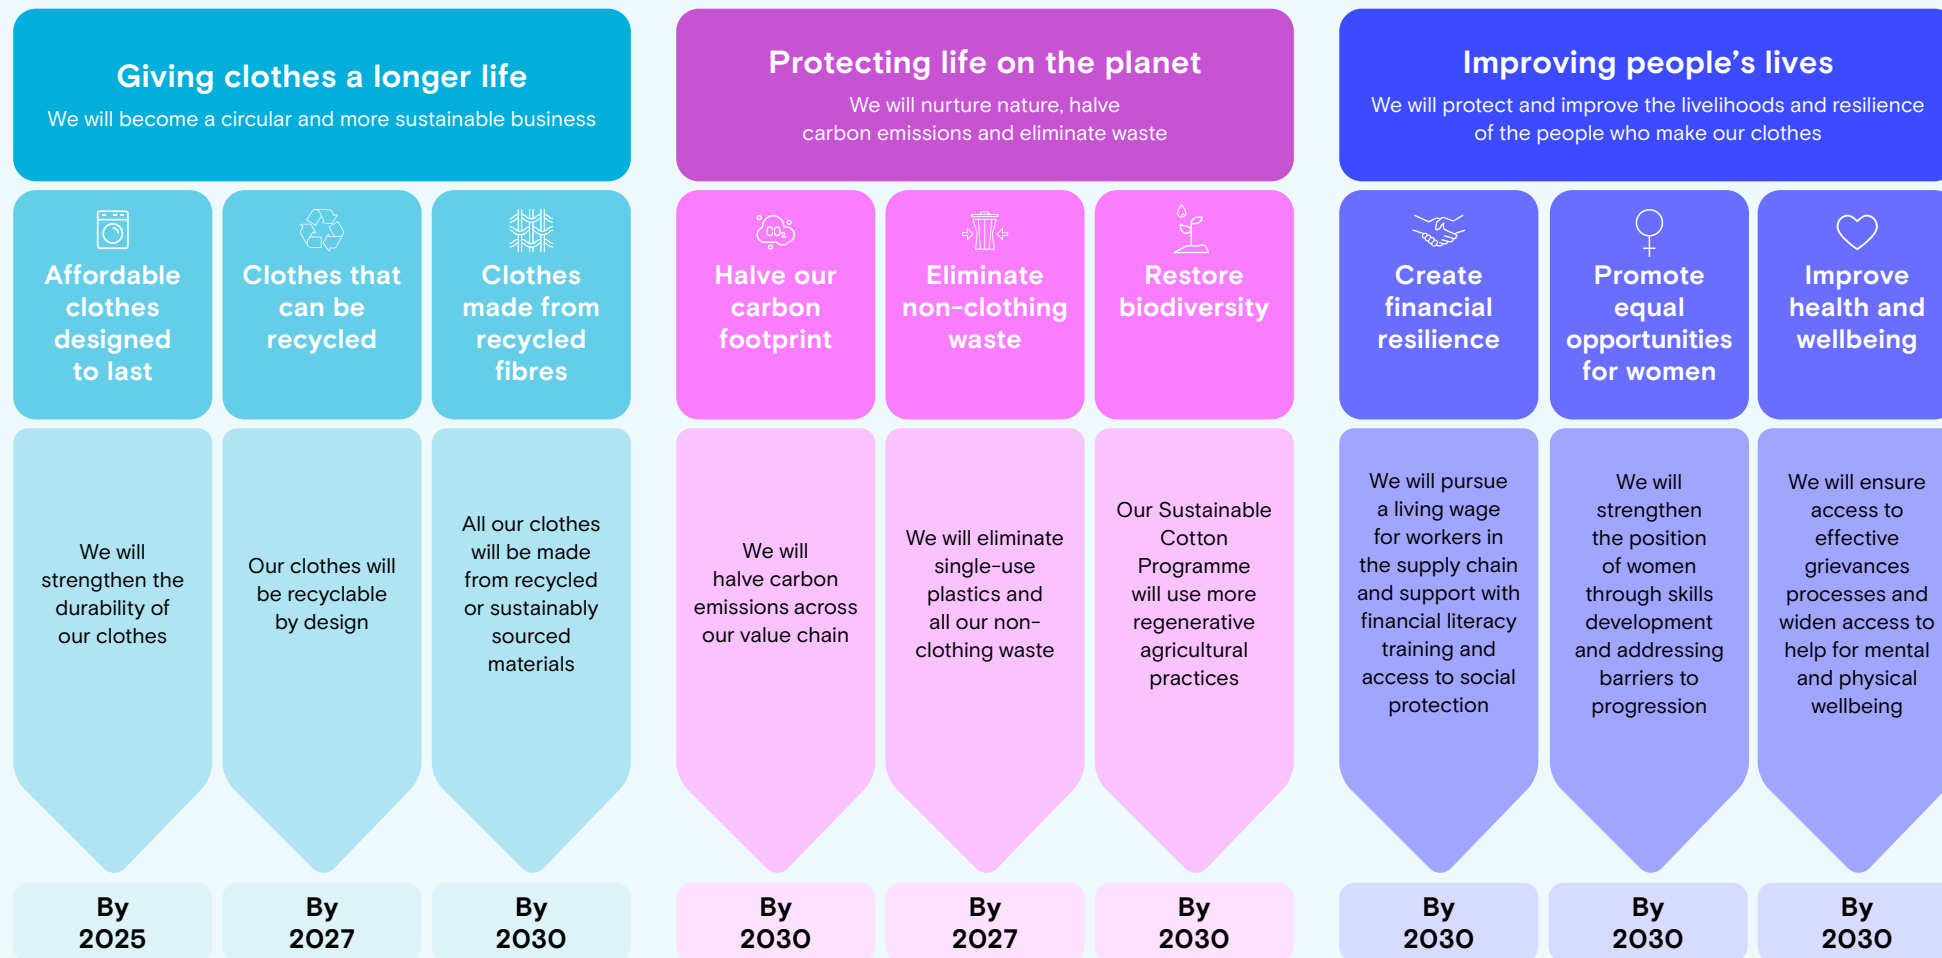 Giving clothes a longer life
We will become a circular and more sustainable business
Affordable
clothes
designed
to last
We will
strengthen the
durability of
our clothes
By
2025
Clothes that
can be
recycled
Our clothes will
be recyclable
by design
By
2027
Clothes
made from
recycled
fibres
All our clothes
will be made
from recycled
or sustainably
sourced
materials
By
2030
Protecting life on the planet
We will nurture nature, halve
carbon emissions and eliminate waste
CO₂
Halve our
carbon
footprint
We will
halve carbon
emissions across
our value chain
By
2030
Eliminate
non-clothing
waste
We will eliminate
single-use
plastics and
all our non-
clothing waste
By
2027
Restore
biodiversity
Our Sustainable
Cotton
Programme
will use more
regenerative
agricultural
practices
By
2030
Improving people's lives
We will protect and improve the livelihoods and resilience
of the people who make our clothes
Create
financial
resilience
We will pursue
a living wage
for workers in
the supply chain
and support with
financial literacy
training and
access to social
protection
By
2030
Promote
equal
opportunities
for women
We will
strengthen
the position
of women
through skills
development
and addressing
barriers to
progression
By
2030
Improve
health and
wellbeing
We will ensure
access to
effective
grievances
processes and
widen access to
help for mental
and physical
wellbeing
By
2030